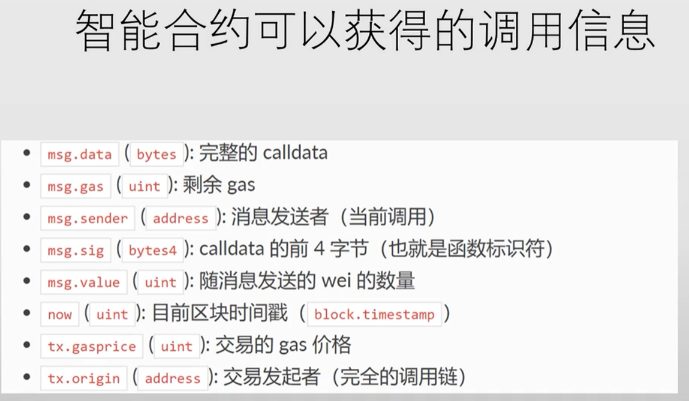 智能合约可以获得的调用信息
• msg.data (bytes): 完整的 calldata
• msg.gas (uint): 剩余 gas
• msg.sender (address): 消息发送者（当前调用）
• msg.sig (bytes4): calldata 的前 4 字节（也就是函数标识符）
• msg.value (uint): 随消息发送的 wei 的数量
• now (uint): 目前区块时间戳（block.timestamp）
• tx.gasprice (uint): 交易的 gas 价格
• tx.origin (address): 交易发起者（完全的调用链）